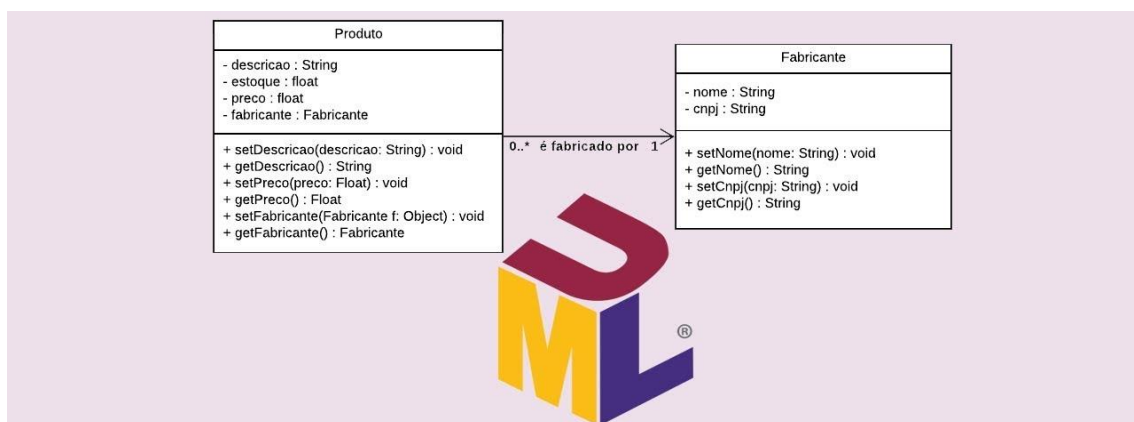 Produto
- descricao : String
- estoque : float
- preco : float
- fabricante : Fabricante
+ setDescricao(descricao: String) : void
+ getDescricao() : String
+ setPreco(preco: Float) : void
+ getPreco() : Float
+ setFabricante(Fabricante f: Object) : void
+ getFabricante() : Fabricante
0..* é fabricado por 1
Fabricante
- nome : String
- cnpj : String
+ setNome(nome: String) : void
+ getNome() : String
+ setCnpj(cnpj: String) : void
+ getCnpj() : String
UML
®